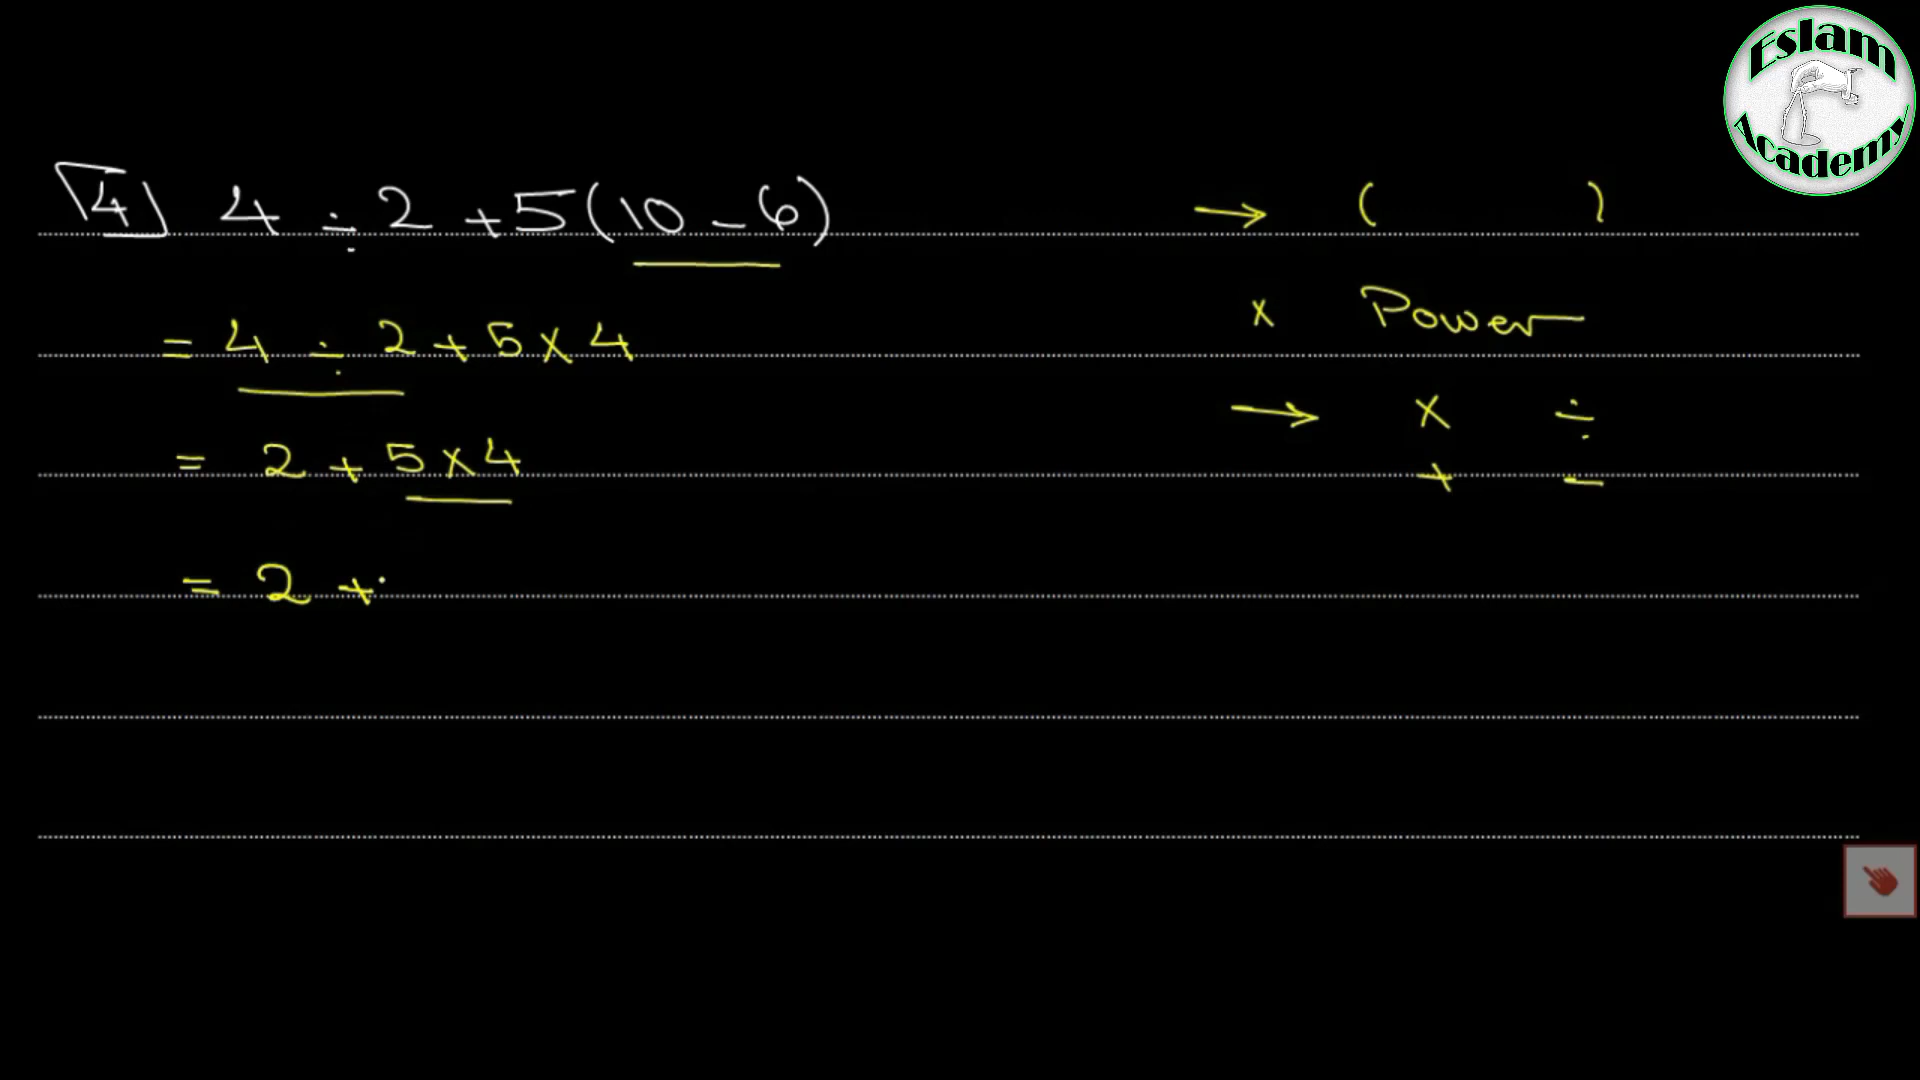 Eslam
Academy
4] 4 ÷ 2 + 5(10 - 6)
= 4 ÷ 2 + 5 × 4
= 2 + 5 × 4
= 2 +
→ ( )
× Power
→ × ÷
+ -